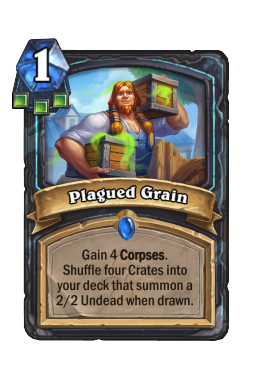 1
Plagued Grain
Gain 4 Corpses.
Shuffle four Crates into
your deck that summon a
2/2 Undead when drawn.